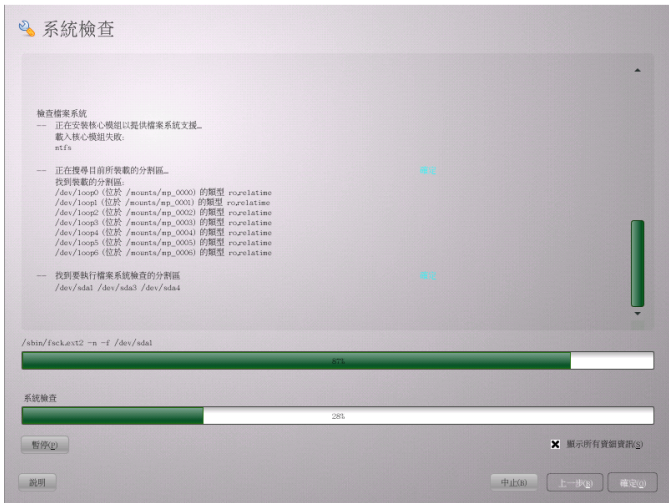 系統檢查
檢查檔案系統
── 正在安裝核心模組以提供檔案系統支援…
載入核心模組失敗:
ntfs
── 正在搜尋目前所裝載的分割區… 確定
找到裝載的分割區:
/dev/loop0 (位於 /mounts/mp_0000) 的類型 ro,relatime
/dev/loop1 (位於 /mounts/mp_0001) 的類型 ro,relatime
/dev/loop2 (位於 /mounts/mp_0002) 的類型 ro,relatime
/dev/loop3 (位於 /mounts/mp_0003) 的類型 ro,relatime
/dev/loop4 (位於 /mounts/mp_0004) 的類型 ro,relatime
/dev/loop5 (位於 /mounts/mp_0005) 的類型 ro,relatime
/dev/loop6 (位於 /mounts/mp_0006) 的類型 ro,relatime
── 找到要執行檔案系統檢查的分割區 確定
/dev/sda1 /dev/sda3 /dev/sda4
/sbin/fsck.ext2 -n -f /dev/sda1
87%
系統檢查
28%
暫停(P)
顯示所有資細資訊(S)
說明
中止(R)
上一步(B)
確定(O)